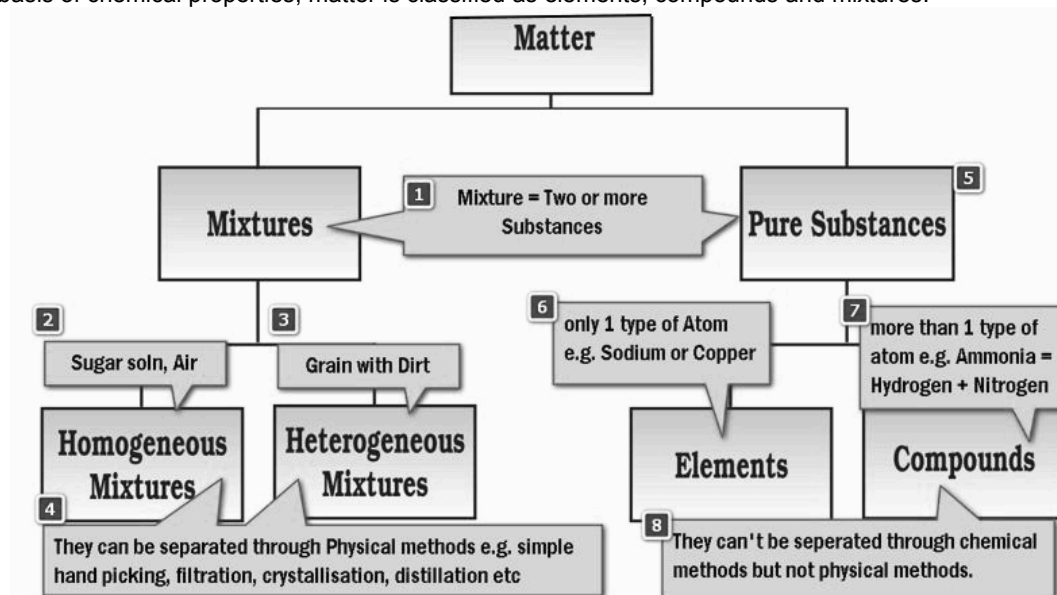 basis of chemical properties, matter is classified as elements, compounds and mixtures.
Matter
1
Mixture = Two or more
Substances
5
Mixtures
Pure Substances
2
Sugar soln, Air
3
Grain with Dirt
6
only 1 type of Atom
e.g. Sodium or Copper
7
more than 1 type of
atom e.g. Ammonia =
Hydrogen + Nitrogen
Homogeneous
Mixtures
Heterogeneous
Mixtures
Elements
Compounds
4
They can be separated through Physical methods e.g. simple
hand picking, filtration, crystallisation, distillation etc
8
They can't be seperated through chemical
methods but not physical methods.